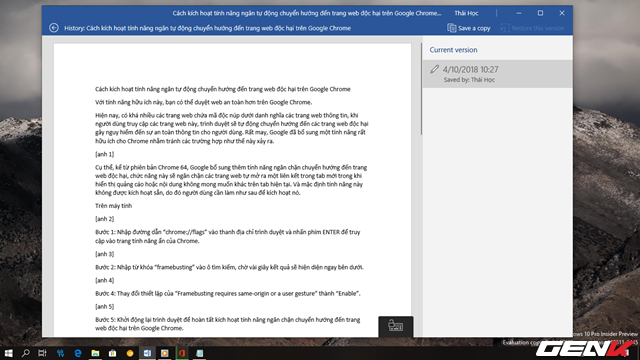 Cách kích hoạt tính năng ngăn tự động chuyển hướng đến trang web độc hại trên Google Chrome...
Thái Học
History: Cách kích hoạt tính năng ngăn tự động chuyển hướng đến trang web độc hại trên Google Chrome
Save a copy
Restore this version
Cách kích hoạt tính năng ngăn tự động chuyển hướng đến trang web độc hại trên Google Chrome
Với tính năng hữu ích này, bạn có thể duyệt web an toàn hơn trên Google Chrome.
Hiện nay, có khá nhiều các trang web chứa mã độc núp dưới danh nghĩa các trang web thông tin, khi
người dùng truy cập các trang web này, trình duyệt sẽ tự động chuyển hướng đến các trang web độc hại
gây nguy hiểm đến sự an toàn thông tin cho người dùng. Rất may, Google đã bổ sung một tính năng rất
hữu ích cho Chrome nhằm tránh các trường hợp như thế này xảy ra.
[anh 1]
Cụ thể, kể từ phiên bản Chrome 64, Google bổ sung thêm tính năng ngăn chặn chuyển hướng đến trang
web độc hại, chức năng này sẽ ngăn chặn các trang web tự mở ra một liên kết trong tab mới trong khi
hiển thị quảng cáo hoặc nội dung không mong muốn khác trên tab hiện tại. Và mặc định tính năng này
không được kích hoạt sẵn, do đó người dùng cần làm như sau để kích hoạt nó.
Trên máy tính
[anh 2]
Bước 1: Nhập đường dẫn “chrome://flags” vào thanh địa chỉ trình duyệt và nhấn phím ENTER để truy
cập vào trang tính năng ẩn của Chrome.
[anh 3]
Bước 2: Nhập từ khóa “framebusting” vào ô tìm kiếm, chờ vài giây kết quả sẽ hiện diện ngay bên dưới.
[anh 4]
Bước 4: Thay đổi thiết lập của “Framebusting requires same-origin or a user gesture” thành “Enable”.
[anh 5]
Bước 5: Khởi động lại trình duyệt để hoàn tất kích hoạt tính năng ngăn chặn chuyển hướng đến trang
web độc hại trên Google Chrome.
Current version
4/10/2018 10:27
Saved by: Thái Học
Windows 10 Pro Insider Preview
Evaluation copy.
GENK